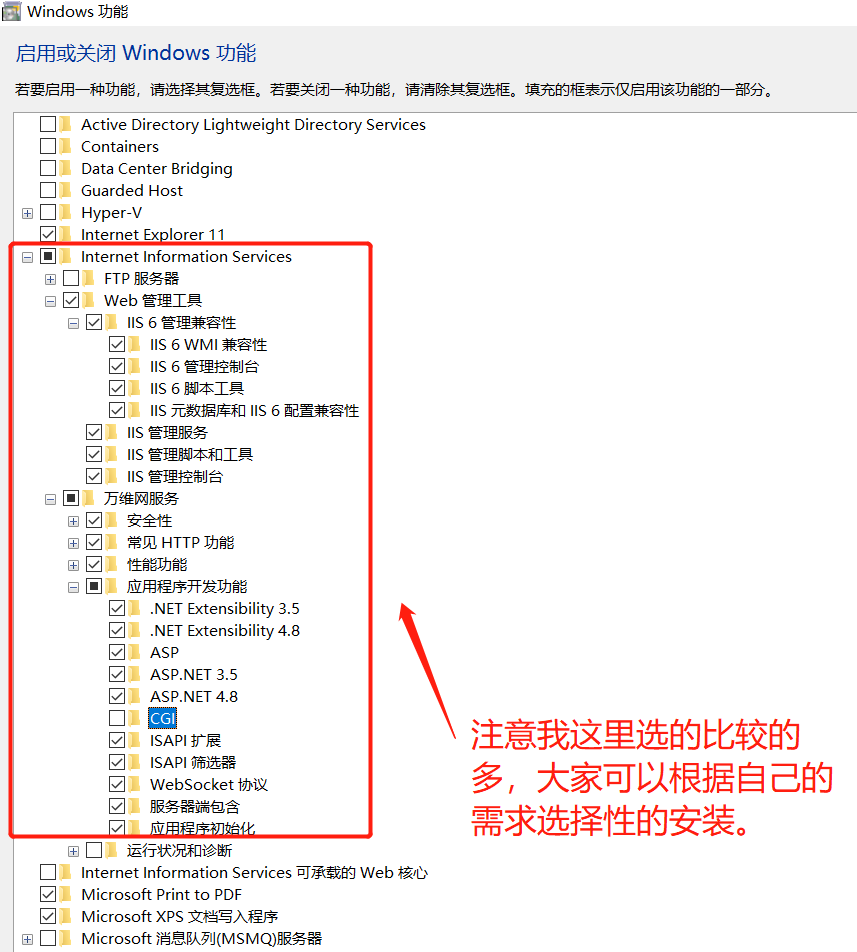 Windows 功能
启用或关闭 Windows 功能
若要启用一种功能，请选择其复选框。若要关闭一种功能，请清除其复选框。填充的框表示仅启用该功能的一部分。
Active Directory Lightweight Directory Services
Containers
Data Center Bridging
Guarded Host
Hyper-V
Internet Explorer 11
Internet Information Services
FTP 服务器
Web 管理工具
IIS 6 管理兼容性
IIS 6 WMI 兼容性
IIS 6 管理控制台
IIS 6 脚本工具
IIS 元数据库和 IIS 6 配置兼容性
IIS 管理服务
IIS 管理脚本和工具
IIS 管理控制台
万维网服务
安全性
常见 HTTP 功能
性能功能
应用程序开发功能
.NET Extensibility 3.5
.NET Extensibility 4.8
ASP
ASP.NET 3.5
ASP.NET 4.8
CGI
ISAPI 扩展
ISAPI 筛选器
WebSocket 协议
服务器端包含
应用程序初始化
运行状况和诊断
Internet Information Services 可承载的 Web 核心
Microsoft Print to PDF
Microsoft XPS 文档写入程序
Microsoft 消息队列(MSMQ)服务器
注意我这里选的比较的
多，大家可以根据自己的
需求选择性的安装。